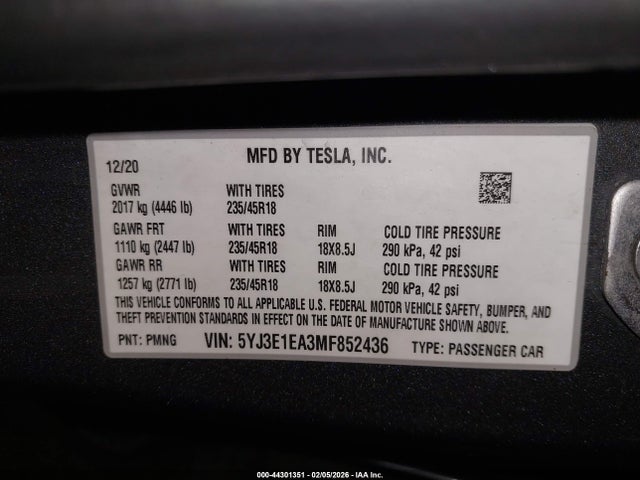 12/20 MFD BY TESLA, INC.
GVWR WITH TIRES
2017 kg (4446 lb) 235/45R18
GAWR FRT WITH TIRES RIM COLD TIRE PRESSURE
1110 kg (2447 lb) 235/45R18 18X8.5J 290 kPa, 42 psi
GAWR RR WITH TIRES RIM COLD TIRE PRESSURE
1257 kg (2771 lb) 235/45R18 18X8.5J 290 kPa, 42 psi
THIS VEHICLE CONFORMS TO ALL APPLICABLE U.S. FEDERAL MOTOR VEHICLE SAFETY, BUMPER, AND
THEFT PREVENTION STANDARDS IN EFFECT ON THE DATE OF MANUFACTURE SHOWN ABOVE.
PNT: PMNG VIN: 5YJ3E1EA3MF852436 TYPE: PASSENGER CAR
000-44301351 - 02/05/2026 - IAA Inc.